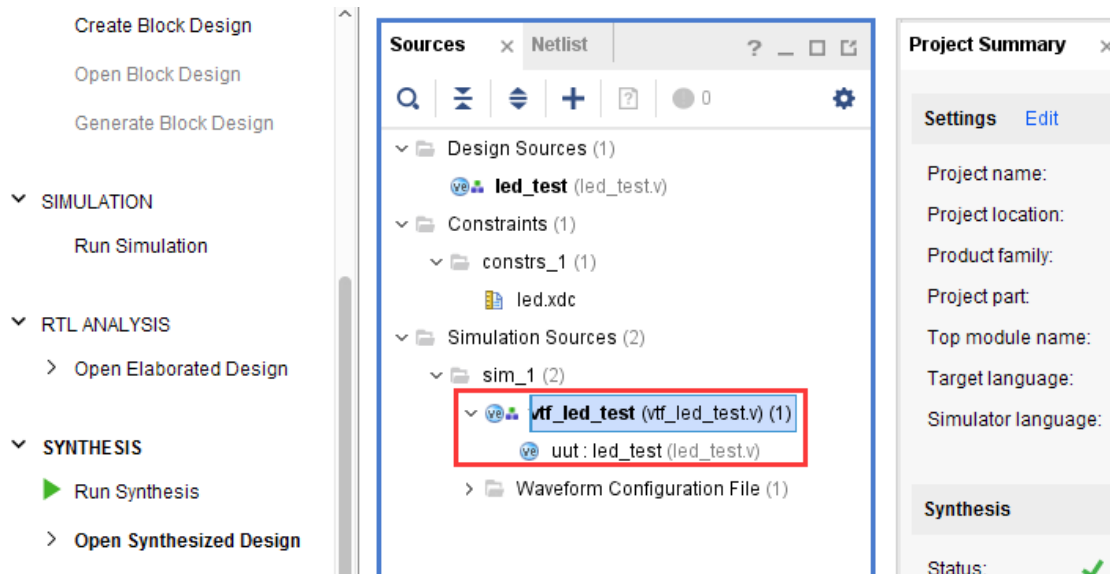 Create Block Design
Open Block Design
Generate Block Design
SIMULATION
Run Simulation
RTL ANALYSIS
Open Elaborated Design
SYNTHESIS
Run Synthesis
Open Synthesized Design
Sources
Netlist
?
? 0
Design Sources (1)
ve led_test (led_test.v)
Constraints (1)
constrs_1 (1)
led.xdc
Simulation Sources (2)
sim_1 (2)
ve vtf_led_test (vtf_led_test.v) (1)
ve uut : led_test (led_test.v)
Waveform Configuration File (1)
Project Summary
Settings Edit
Project name:
Project location:
Product family:
Project part:
Top module name:
Target language:
Simulator language:
Synthesis
Status: